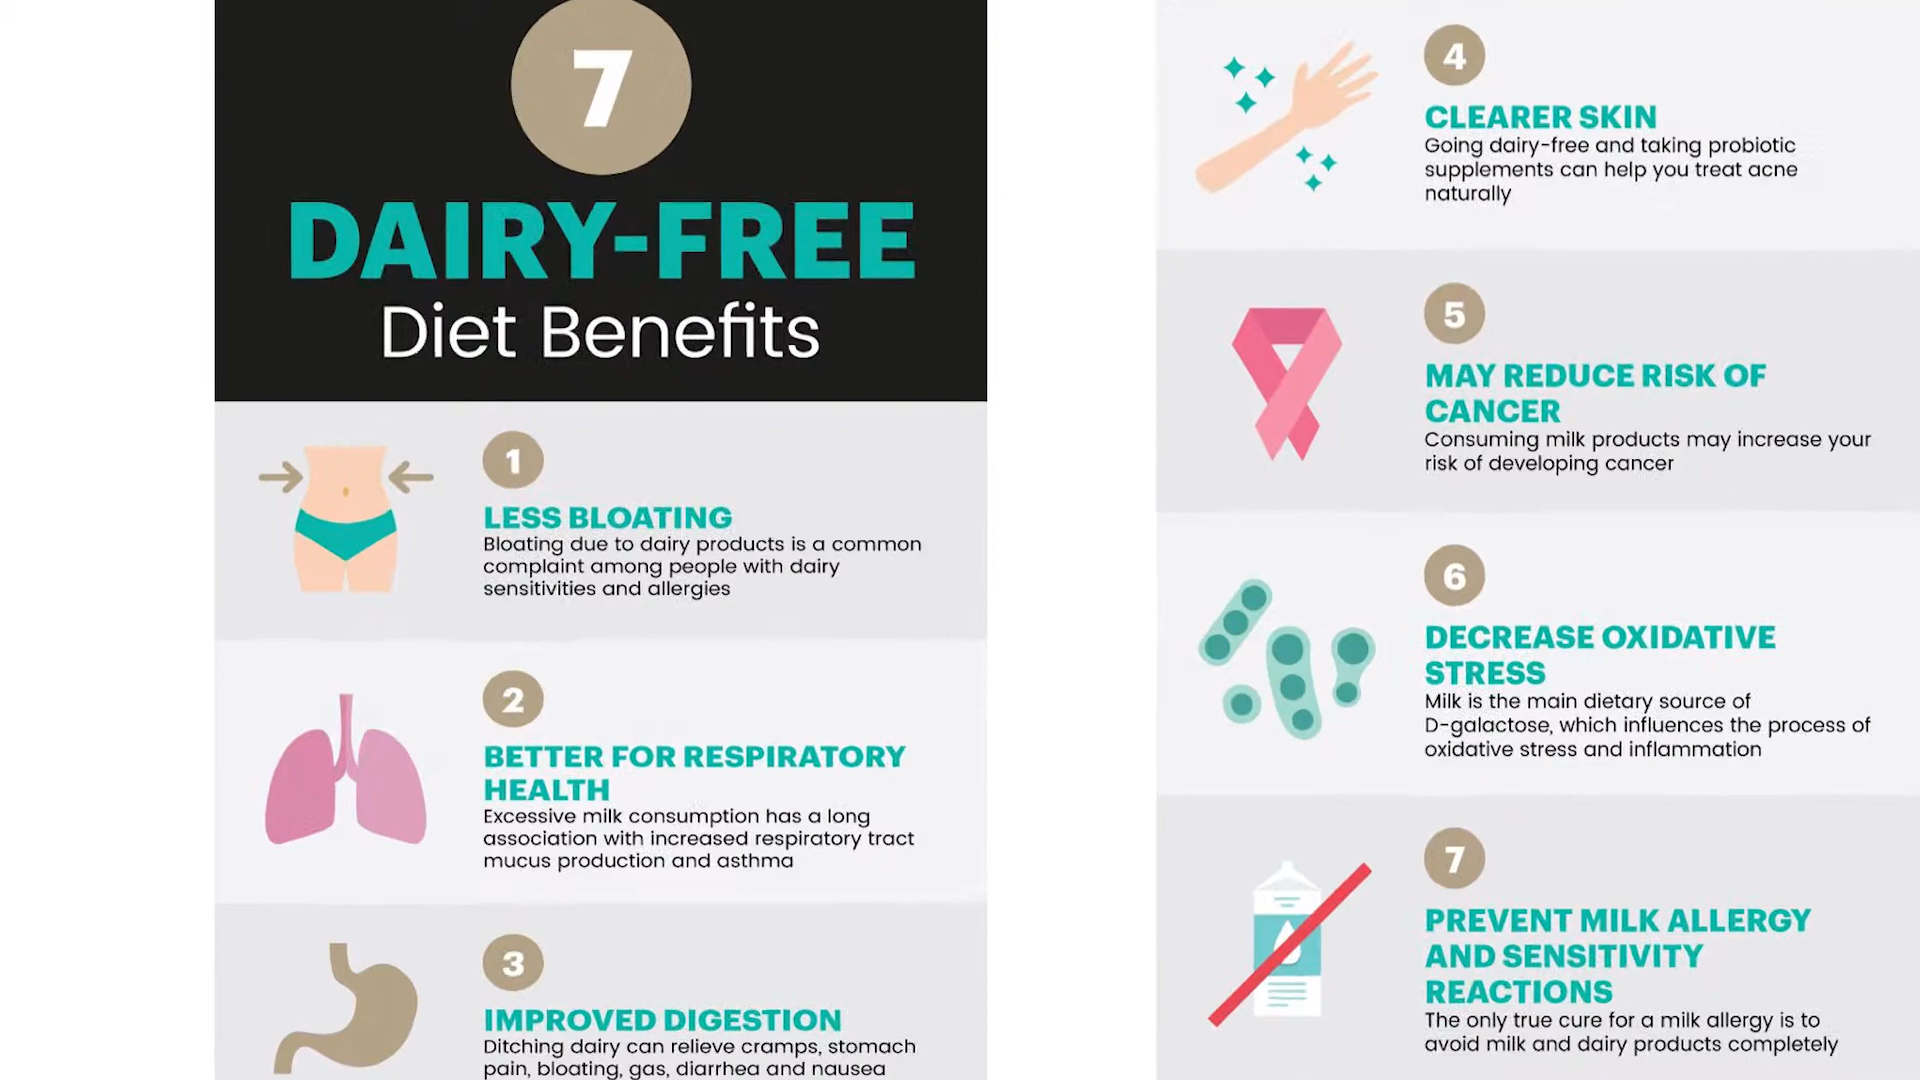 7
DAIRY-FREE
Diet Benefits
1
LESS BLOATING
Bloating due to dairy products is a common
complaint among people with dairy
sensitivities and allergies
2
BETTER FOR RESPIRATORY
HEALTH
Excessive milk consumption has a long
association with increased respiratory tract
mucus production and asthma
3
IMPROVED DIGESTION
Ditching dairy can relieve cramps, stomach
pain, bloating, gas, diarrhea and nausea
4
CLEARER SKIN
Going dairy-free and taking probiotic
supplements can help you treat acne
naturally
5
MAY REDUCE RISK OF
CANCER
Consuming milk products may increase your
risk of developing cancer
6
DECREASE OXIDATIVE
STRESS
Milk is the main dietary source of
D-galactose, which influences the process of
oxidative stress and inflammation
7
PREVENT MILK ALLERGY
AND SENSITIVITY
REACTIONS
The only true cure for a milk allergy is to
avoid milk and dairy products completely